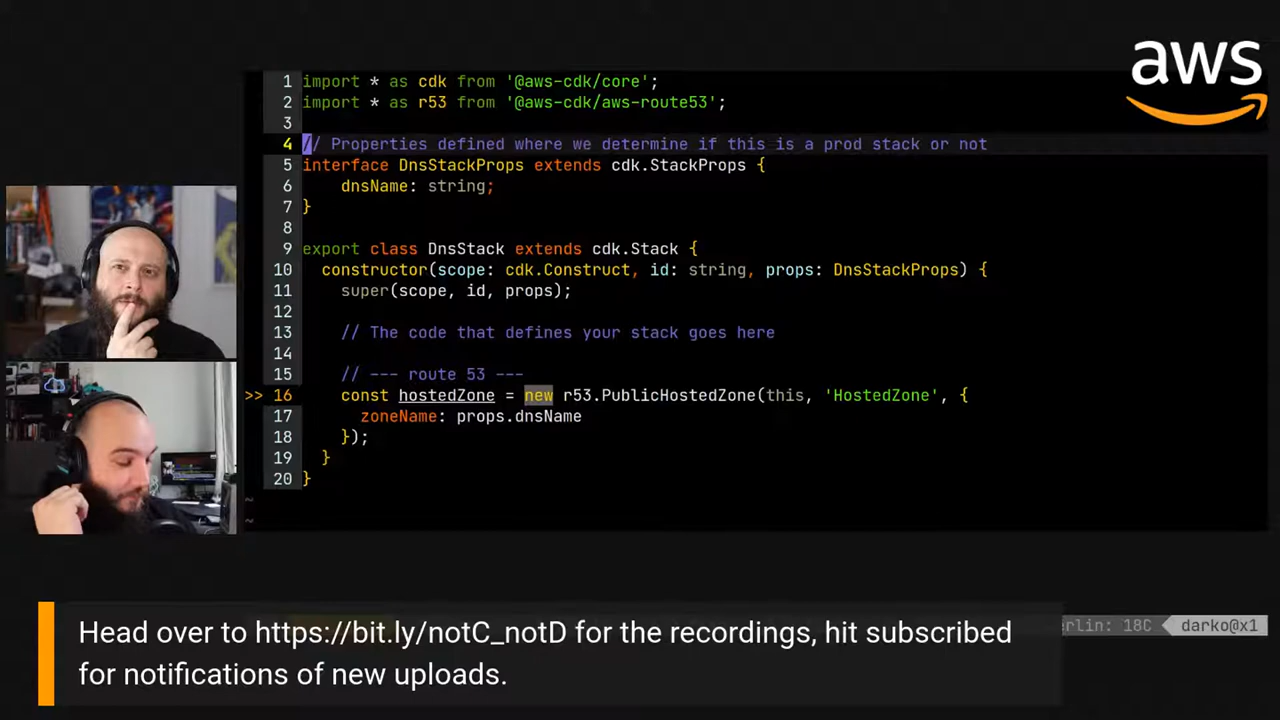 aws
1 import * as cdk from '@aws-cdk/core';
2 import * as r53 from '@aws-cdk/aws-route53';
3
4 // Properties defined where we determine if this is a prod stack or not
5 interface DnsStackProps extends cdk.StackProps {
6     dnsName: string;
7 }
8
9 export class DnsStack extends cdk.Stack {
10   constructor(scope: cdk.Construct, id: string, props: DnsStackProps) {
11     super(scope, id, props);
12
13     // The code that defines your stack goes here
14
15     // --- route 53 ---
>> 16     const hostedZone = new r53.PublicHostedZone(this, 'HostedZone', {
17       zoneName: props.dnsName
18     });
19   }
20 }
~
~
Head over to https://bit.ly/notC_notD for the recordings, hit subscribed
for notifications of new uploads.
rlin: 18C darko@x1